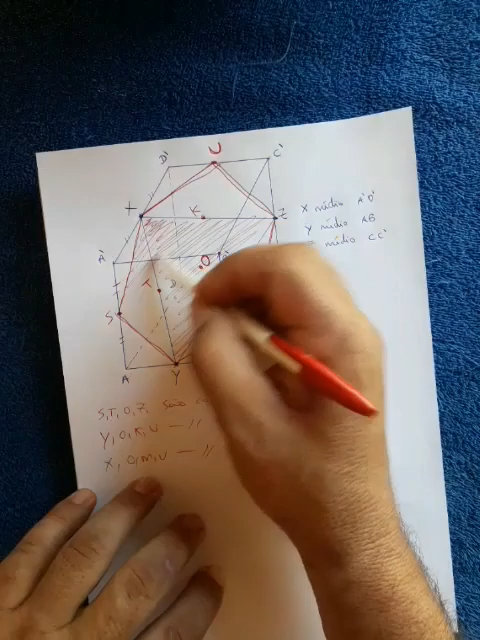 U
D' C'
X K Z
X médio A'D'
Y médio AB
médio CC'
A' O
T D
S
A Y
S,T,O,Z, são
Y,O,K,U — //
X, O,M,U — //